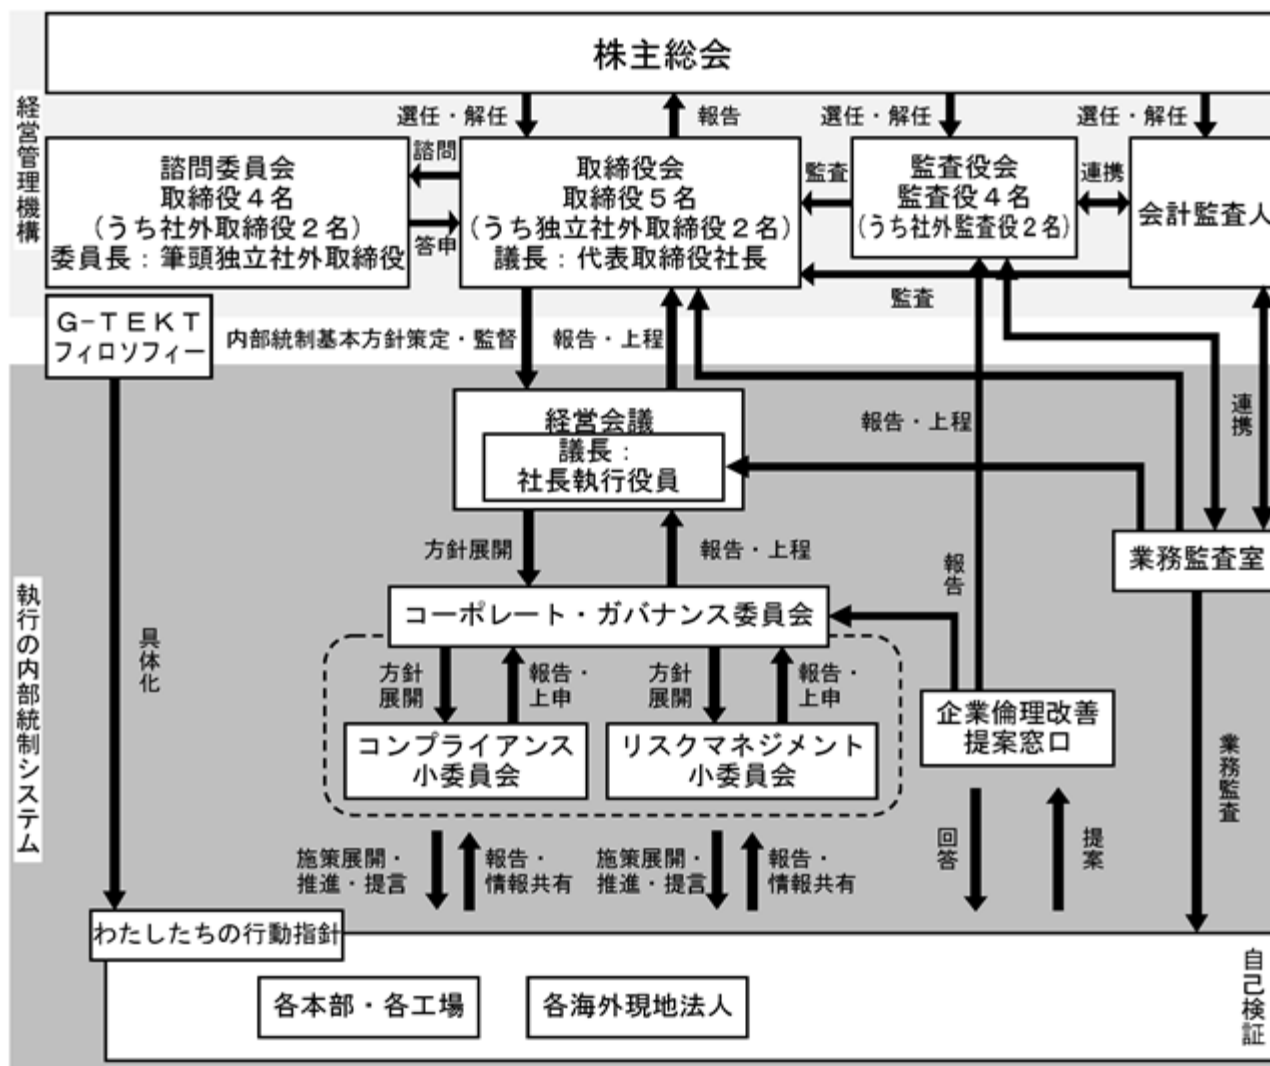 株主総会
経営管理機構
選任・解任
報告
選任・解任
選任・解任
諮問委員会
取締役４名
（うち社外取締役２名）
委員長：筆頭独立社外取締役
諮問
答申
取締役会
取締役５名
（うち独立社外取締役２名）
議長：代表取締役社長
監査
監査役会
監査役４名
（うち社外監査役２名）
連携
会計監査人
監査
Ｇ－ＴＥＫＴ
フィロソフィー
内部統制基本方針策定・監督
報告・上程
経営会議
議長：
社長執行役員
報告・上程
連携
方針展開
報告・上程
報告
業務監査室
執行の内部統制システム
具体化
コーポレート・ガバナンス委員会
方針
展開
報告・
上申
方針
展開
報告・
上申
コンプライアンス
小委員会
リスクマネジメント
小委員会
企業倫理改善
提案窓口
業務監査
施策展開・
推進・提言
報告・
情報共有
施策展開・
推進・提言
報告・
情報共有
回答
提案
わたしたちの行動指針
各本部・各工場
各海外現地法人
自己検証